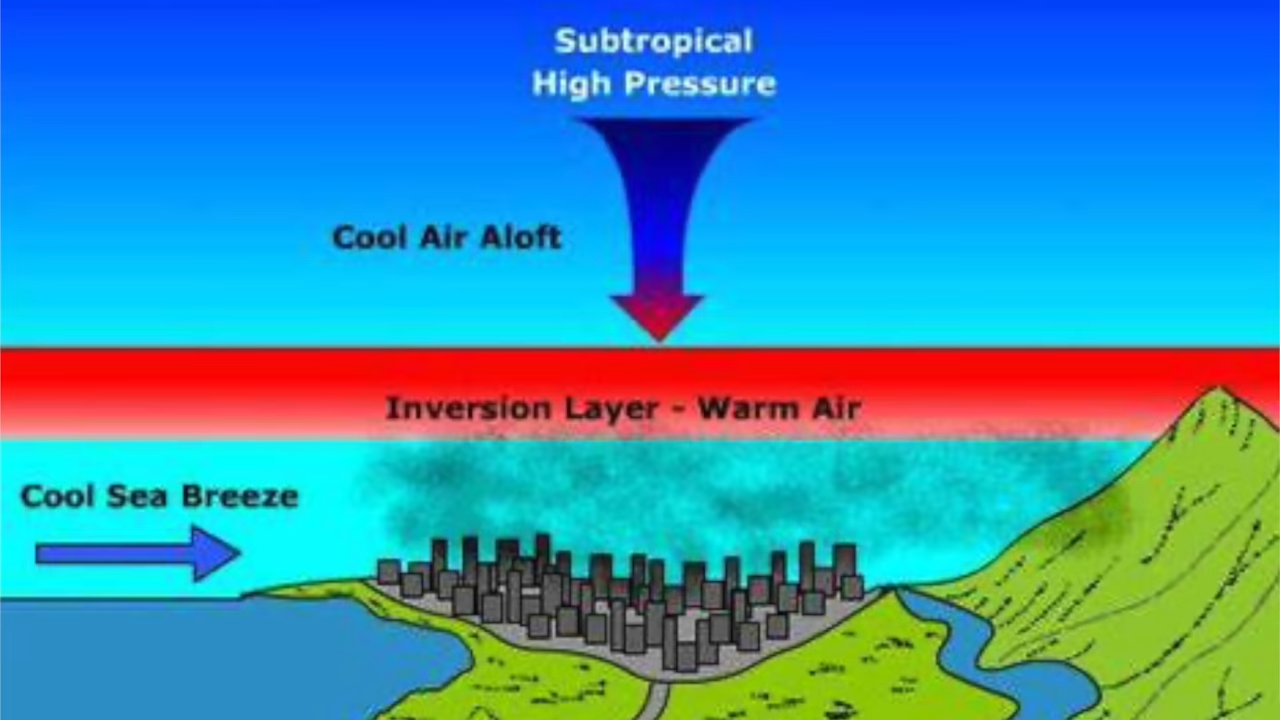 Subtropical
High Pressure
Cool Air Aloft
Inversion Layer - Warm Air
Cool Sea Breeze